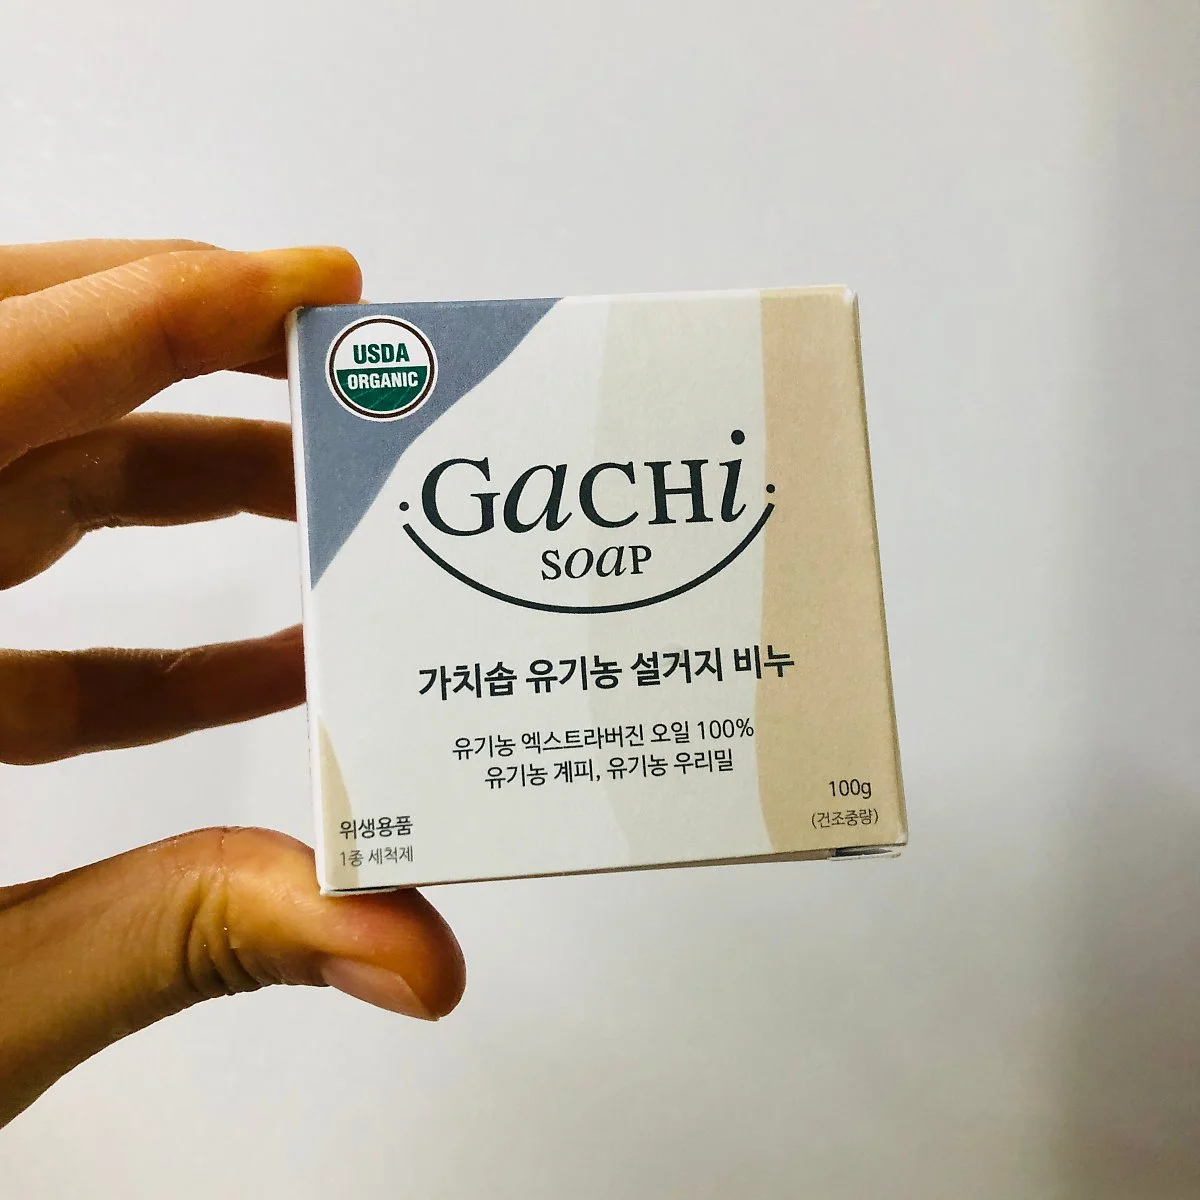 USDA
ORGANIC
GaCHi
soaP
가치솝 유기농 설거지 비누
유기농 엑스트라버진 오일 100%
유기농 계피, 유기농 우리밀
100g
(건조중량)
위생용품
1종 세척제